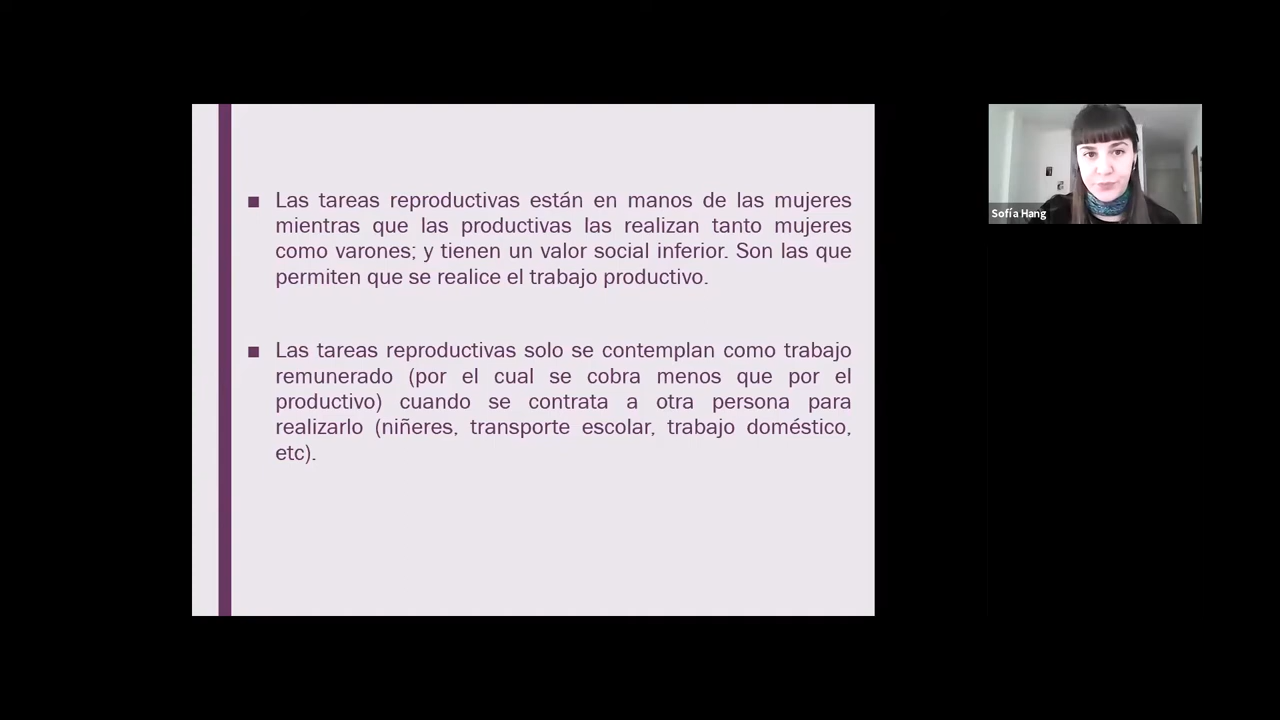 ■ Las tareas reproductivas están en manos de las mujeres
mientras que las productivas las realizan tanto mujeres
como varones; y tienen un valor social inferior. Son las que
permiten que se realice el trabajo productivo.
■ Las tareas reproductivas solo se contemplan como trabajo
remunerado (por el cual se cobra menos que por el
productivo) cuando se contrata a otra persona para
realizarlo (niñeres, transporte escolar, trabajo doméstico,
etc).
Sofía Hang